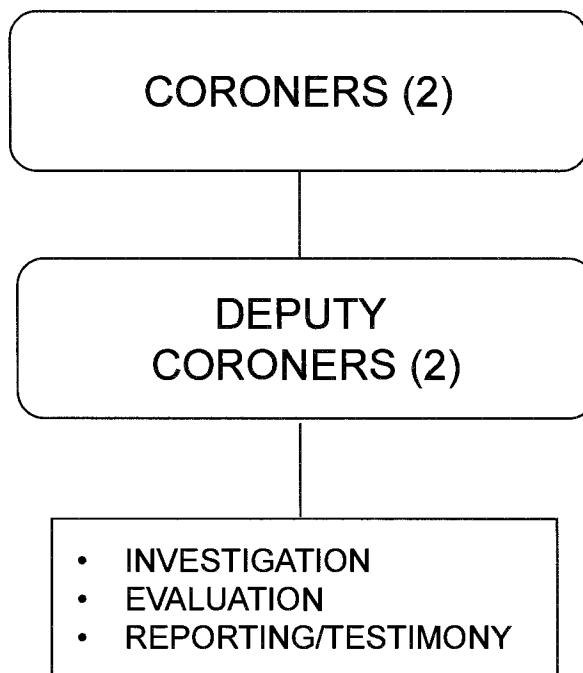 CORONERS (2)
DEPUTY
CORONERS (2)
• INVESTIGATION
• EVALUATION
• REPORTING/TESTIMONY